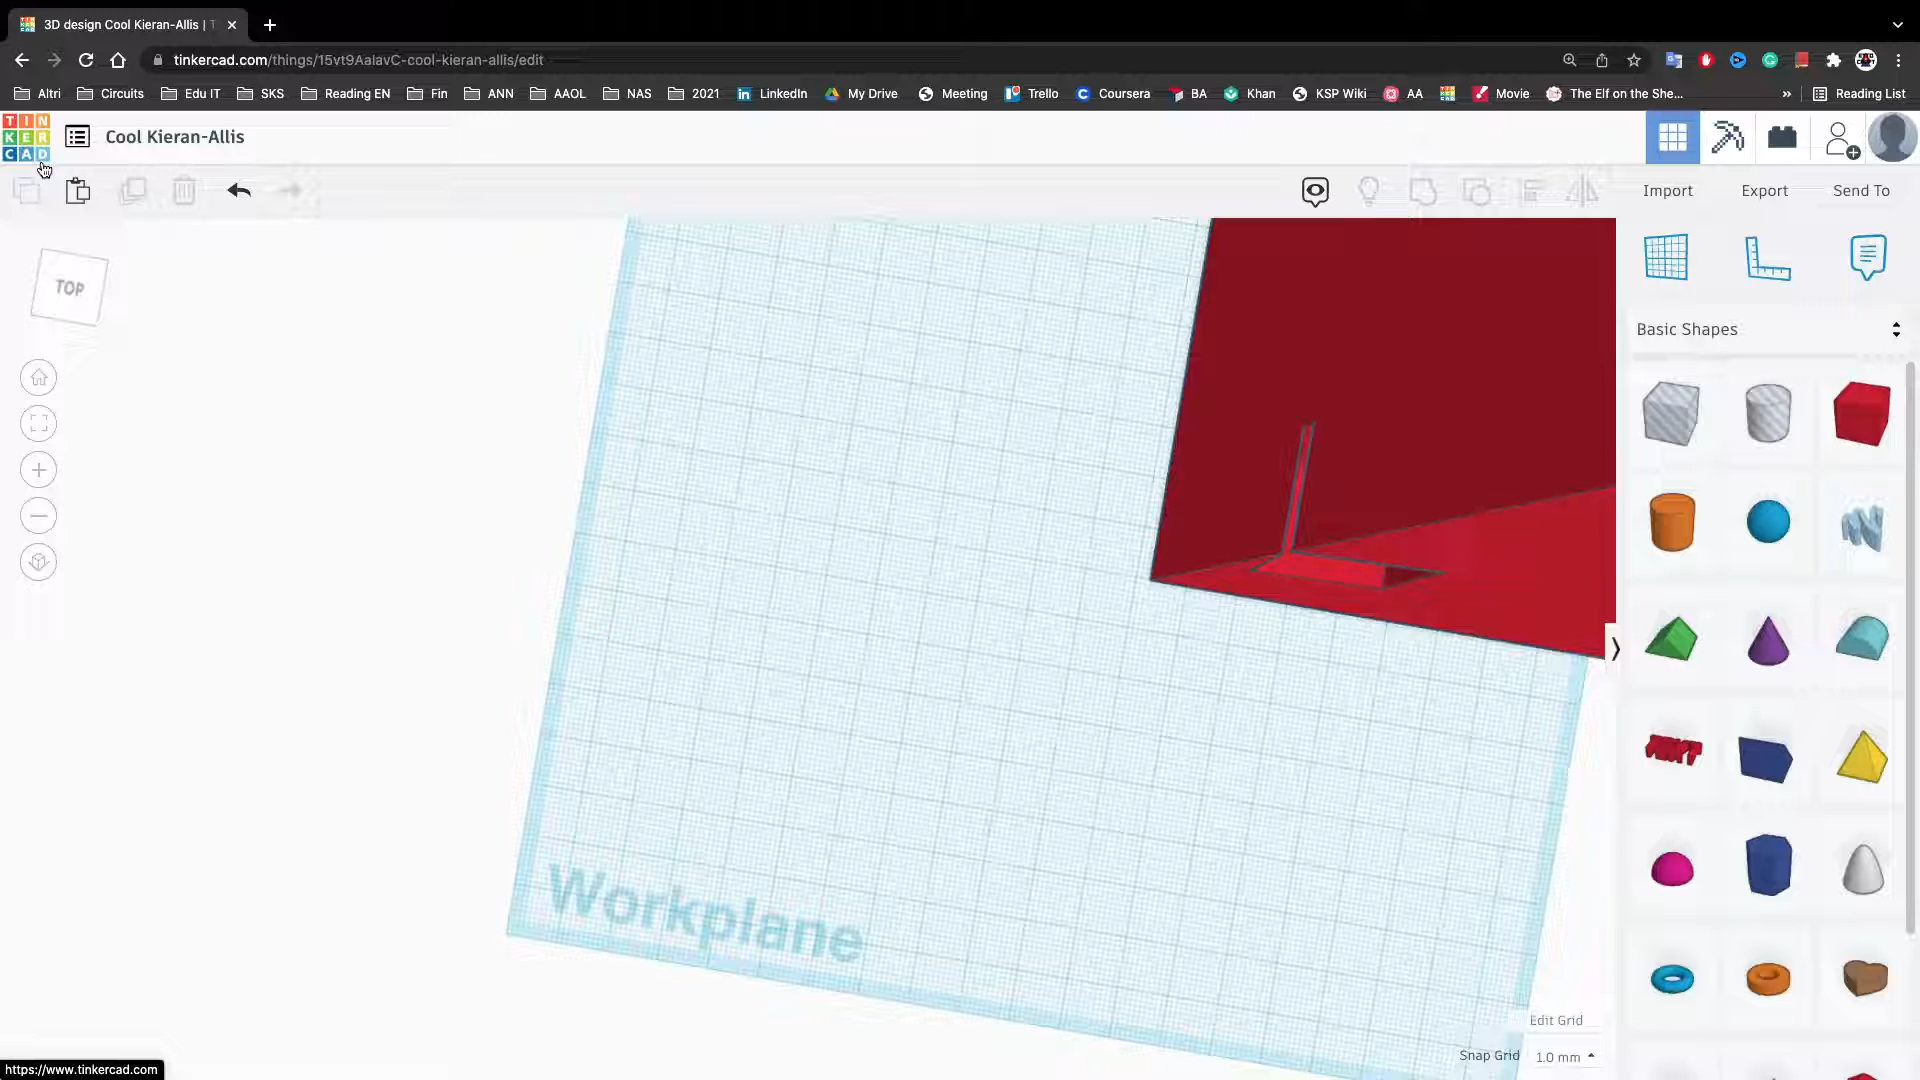 3D design Cool Kieran-Allis | T
tinkercad.com/things/15vt9AalavC-cool-kieran-allis/edit
Altri
Circuits
Edu IT
SKS
Reading EN
Fin
ANN
AAOL
NAS
2021
LinkedIn
My Drive
Meeting
Trello
Coursera
BA
Khan
KSP Wiki
AA
Movie
The Elf on the She...
»
Reading List
TIN
KER
CAD
Cool Kieran-Allis
Import
Export
Send To
TOP
Basic Shapes
TEXT
Workplane
Edit Grid
Snap Grid
1.0 mm
https://www.tinkercad.com